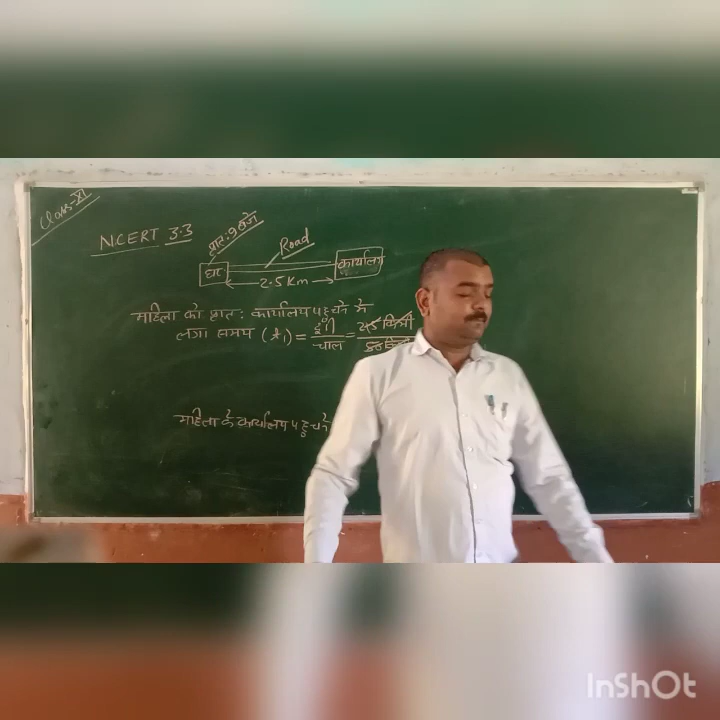 Class-XI
NCERT 3.3
प्रात: 9 बजे
Road
घर
कार्यालय
2.5 Km
महिला को प्रात: कार्यालय पहुचने मे
लगा समय (t₁) = दूरी/चाल =
महिला के कार्यालय पहुचने
InShOt